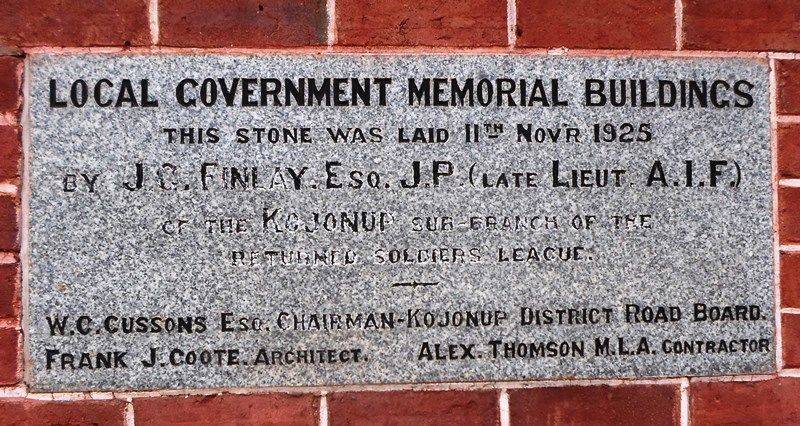 LOCAL GOVERNMENT MEMORIAL BUILDINGS
THIS STONE WAS LAID 11TH NOV'R 1925
BY J. C. FINLAY. ESQ. J.P. (LATE LIEUT. A.I.F.)
OF THE KOJONUP SUB-BRANCH OF THE
RETURNED SOLDIERS LEAGUE.
W.C. CUSSONS ESQ. CHAIRMAN-KOJONUP DISTRICT ROAD BOARD.
FRANK J. COOTE. ARCHITECT. ALEX. THOMSON M.L.A. CONTRACTOR